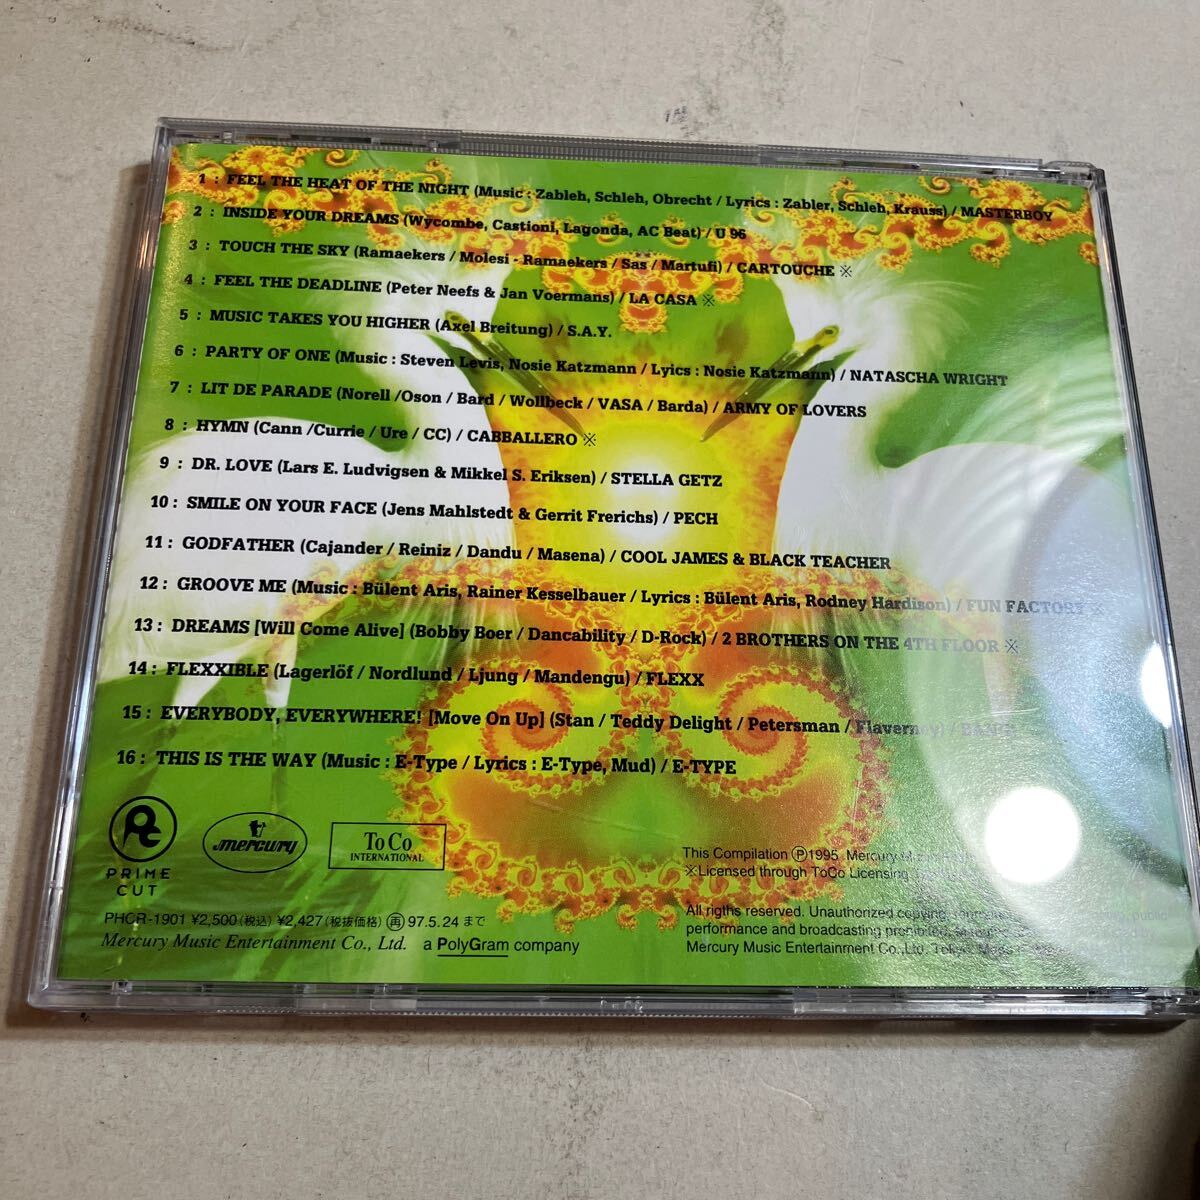 1 : FEEL THE HEAT OF THE NIGHT (Music : Zableh, Schleh, Obrecht / Lyrics : Zabler, Schleh, Krauss) / MASTERBOY
2 : INSIDE YOUR DREAMS (Wycombe, Castioni, Lagonda, AC Beat) / U 96
3 : TOUCH THE SKY (Ramaekers / Molesi - Ramaekers / Sas / Martufi) / CARTOUCHE ※
4 : FEEL THE DEADLINE (Peter Neefs & Jan Voermans) / LA CASA ※
5 : MUSIC TAKES YOU HIGHER (Axel Breitung) / S.A.Y.
6 : PARTY OF ONE (Music : Steven Levis, Nosie Katzmann / Lyics : Nosie Katzmann) / NATASCHA WRIGHT
7 : LIT DE PARADE (Norell /Oson / Bard / Wollbeck / VASA / Barda) / ARMY OF LOVERS
8 : HYMN (Cann /Currie / Ure / CC) / CABBALLERO ※
9 : DR. LOVE (Lars E. Ludvigsen & Mikkel S. Eriksen) / STELLA GETZ
10 : SMILE ON YOUR FACE (Jens Mahlstedt & Gerrit Frerichs) / PECH
11 : GODFATHER (Cajander / Reiniz / Dandu / Masena) / COOL JAMES & BLACK TEACHER
12 : GROOVE ME (Music : Bülent Aris, Rainer Kesselbauer / Lyrics : Bülent Aris, Rodney Hardison) / FUN FACTORY ※
13 : DREAMS [Will Come Alive] (Bobby Boer / Dancability / D-Rock) / 2 BROTHERS ON THE 4TH FLOOR ※
14 : FLEXXIBLE (Lagerlöf / Nordlund / Ljung / Mandengu) / FLEXX
15 : EVERYBODY, EVERYWHERE! [Move On Up] (Stan / Teddy Delight / Petersman / Flaverney) /
16 : THIS IS THE WAY (Music : E-Type / Lyrics : E-Type, Mud) / E-TYPE
PRIME CUT
mercury
To Co
INTERNATIONAL
This Compilation Ⓟ1995 Mercury
※Licensed through ToCo Licensing
PHCR-1901 ¥2,500(税込) ¥2,427(税抜価格) 再97.5.24 まで
Mercury Music Entertainment Co., Ltd. a PolyGram company
All rigths reserved. Unauthorized copying, public
performance and broadcasting prohibited.
Mercury Music Entertainment Co.,Ltd. Tokyo.